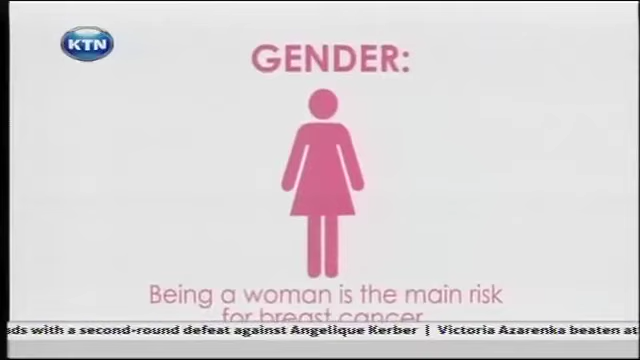 KTN
GENDER:
Being a woman is the main risk
for breast cancer
ds with a second-round defeat against Angelique Kerber | Victoria Azarenka beaten at